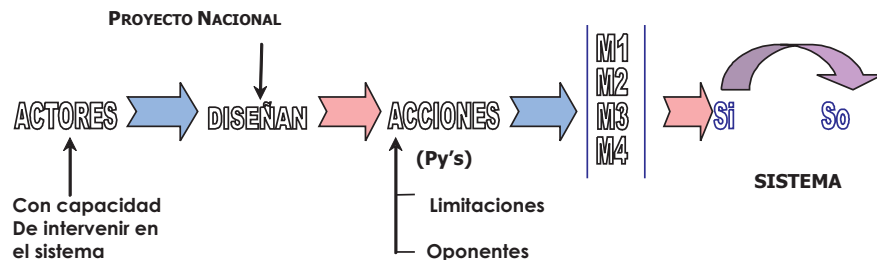 PROYECTO NACIONAL
ACTORES
DISEÑAN
ACCIONES
M1
M2
M3
M4
Si
So
(Py's)
SISTEMA
Con capacidad
De intervenir en
el sistema
Limitaciones
Oponentes